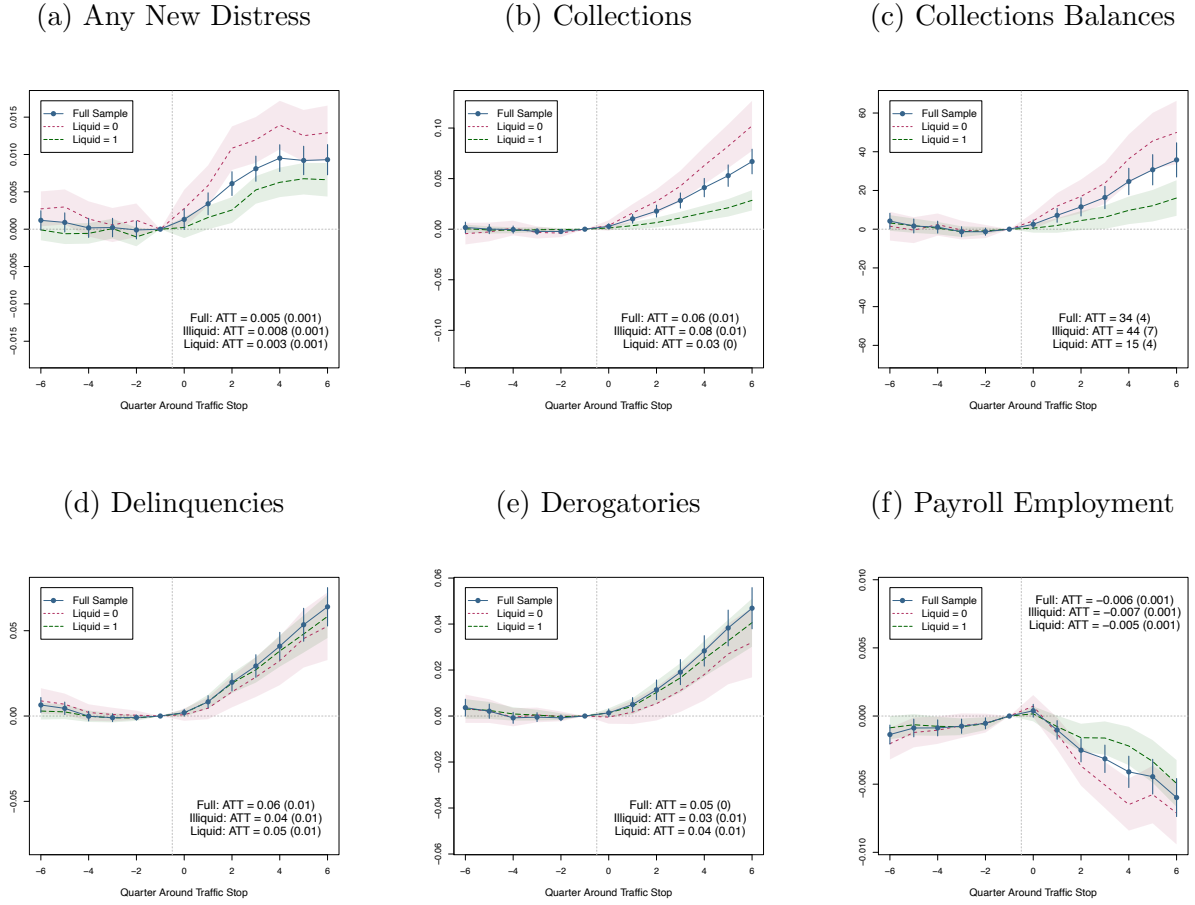 (a) Any New Distress
Full Sample
Liquid = 0
Liquid = 1
0.015
0.010
0.005
0.000
−0.005
−0.010
−0.015
Full: ATT = 0.005 (0.001)
Illiquid: ATT = 0.008 (0.001)
Liquid: ATT = 0.003 (0.001)
−6 −4 −2 0 2 4 6
Quarter Around Traffic Stop
(b) Collections
Full Sample
Liquid = 0
Liquid = 1
0.10
0.05
0.00
−0.05
−0.10
Full: ATT = 0.06 (0.01)
Illiquid: ATT = 0.08 (0.01)
Liquid: ATT = 0.03 (0)
−6 −4 −2 0 2 4 6
Quarter Around Traffic Stop
(c) Collections Balances
Full Sample
Liquid = 0
Liquid = 1
60
40
20
0
−20
−40
−60
Full: ATT = 34 (4)
Illiquid: ATT = 44 (7)
Liquid: ATT = 15 (4)
−6 −4 −2 0 2 4 6
Quarter Around Traffic Stop
(d) Delinquencies
Full Sample
Liquid = 0
Liquid = 1
0.05
0.00
−0.05
Full: ATT = 0.06 (0.01)
Illiquid: ATT = 0.04 (0.01)
Liquid: ATT = 0.05 (0.01)
−6 −4 −2 0 2 4 6
Quarter Around Traffic Stop
(e) Derogatories
Full Sample
Liquid = 0
Liquid = 1
0.06
0.04
0.02
0.00
−0.02
−0.04
−0.06
Full: ATT = 0.05 (0)
Illiquid: ATT = 0.03 (0.01)
Liquid: ATT = 0.04 (0.01)
−6 −4 −2 0 2 4 6
Quarter Around Traffic Stop
(f) Payroll Employment
Full Sample
Liquid = 0
Liquid = 1
Full: ATT = −0.006 (0.001)
Illiquid: ATT = −0.007 (0.001)
Liquid: ATT = −0.005 (0.001)
0.010
0.005
0.000
−0.005
−0.010
−6 −4 −2 0 2 4 6
Quarter Around Traffic Stop